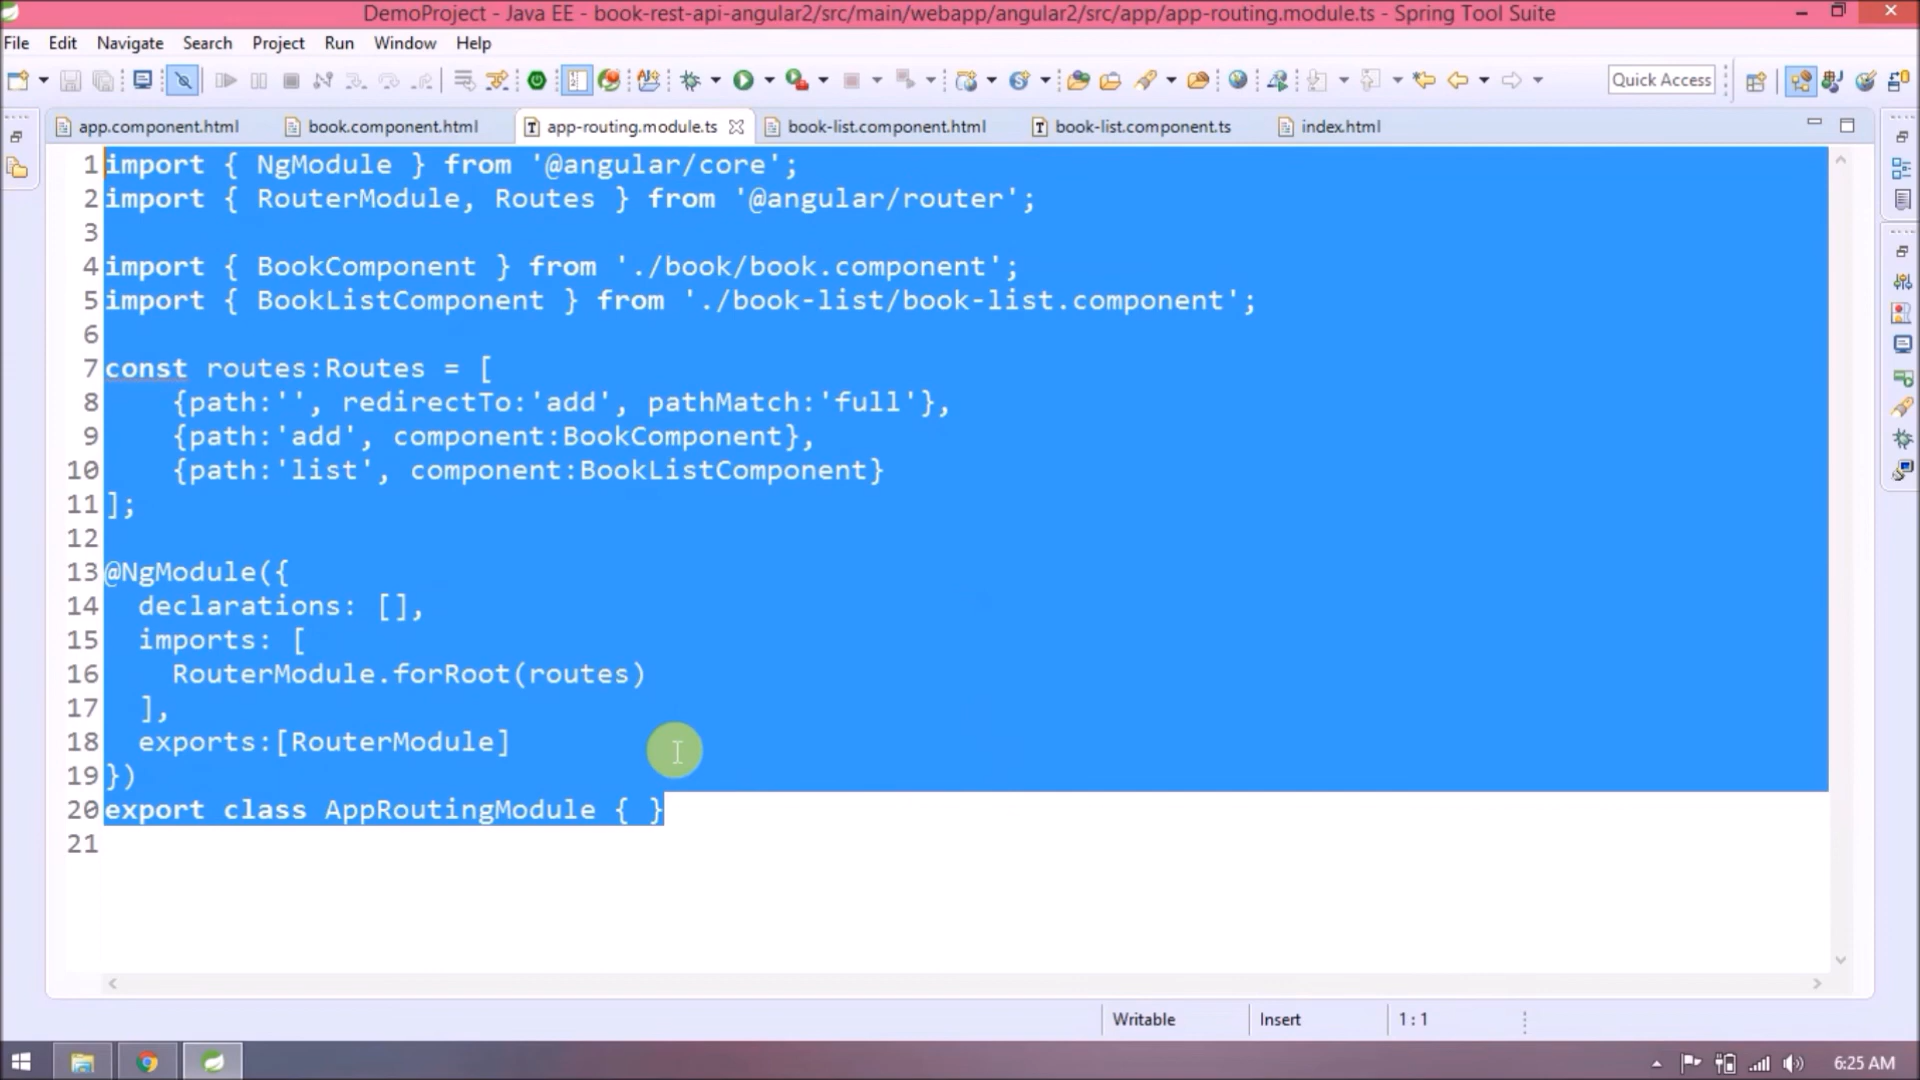 DemoProject - Java EE - book-rest-api-angular2/src/main/webapp/angular2/src/app/app-routing.module.ts - Spring Tool Suite
File Edit Navigate Search Project Run Window Help
Quick Access
app.component.html book.component.html app-routing.module.ts book-list.component.html book-list.component.ts index.html
1 import { NgModule } from '@angular/core';
2 import { RouterModule, Routes } from '@angular/router';
3
4 import { BookComponent } from './book/book.component';
5 import { BookListComponent } from './book-list/book-list.component';
6
7 const routes:Routes = [
8     {path:'', redirectTo:'add', pathMatch:'full'},
9     {path:'add', component:BookComponent},
10     {path:'list', component:BookListComponent}
11 ];
12
13 @NgModule({
14   declarations: [],
15   imports: [
16     RouterModule.forRoot(routes)
17   ],
18   exports:[RouterModule]
19 })
20 export class AppRoutingModule { }
21
Writable Insert 1 : 1
6:25 AM